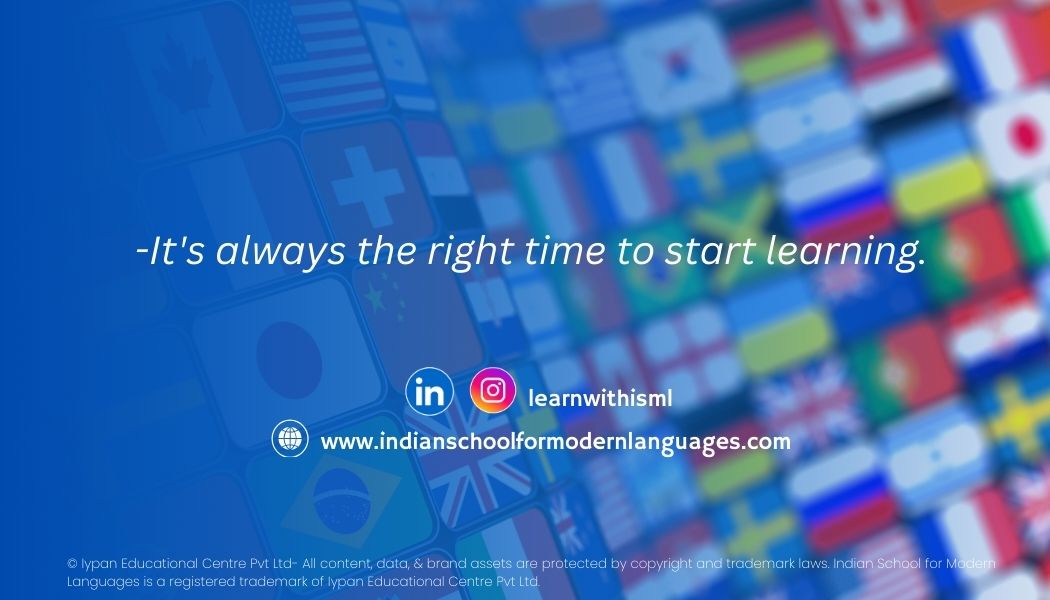 -It's always the right time to start learning.
learnwithisml
www.indianschoolformodernlanguages.com
© Iypan Educational Centre Pvt Ltd- All content, data, & brand assets are protected by copyright and trademark laws. Indian School for Modern
Languages is a registered trademark of Iypan Educational Centre Pvt Ltd.